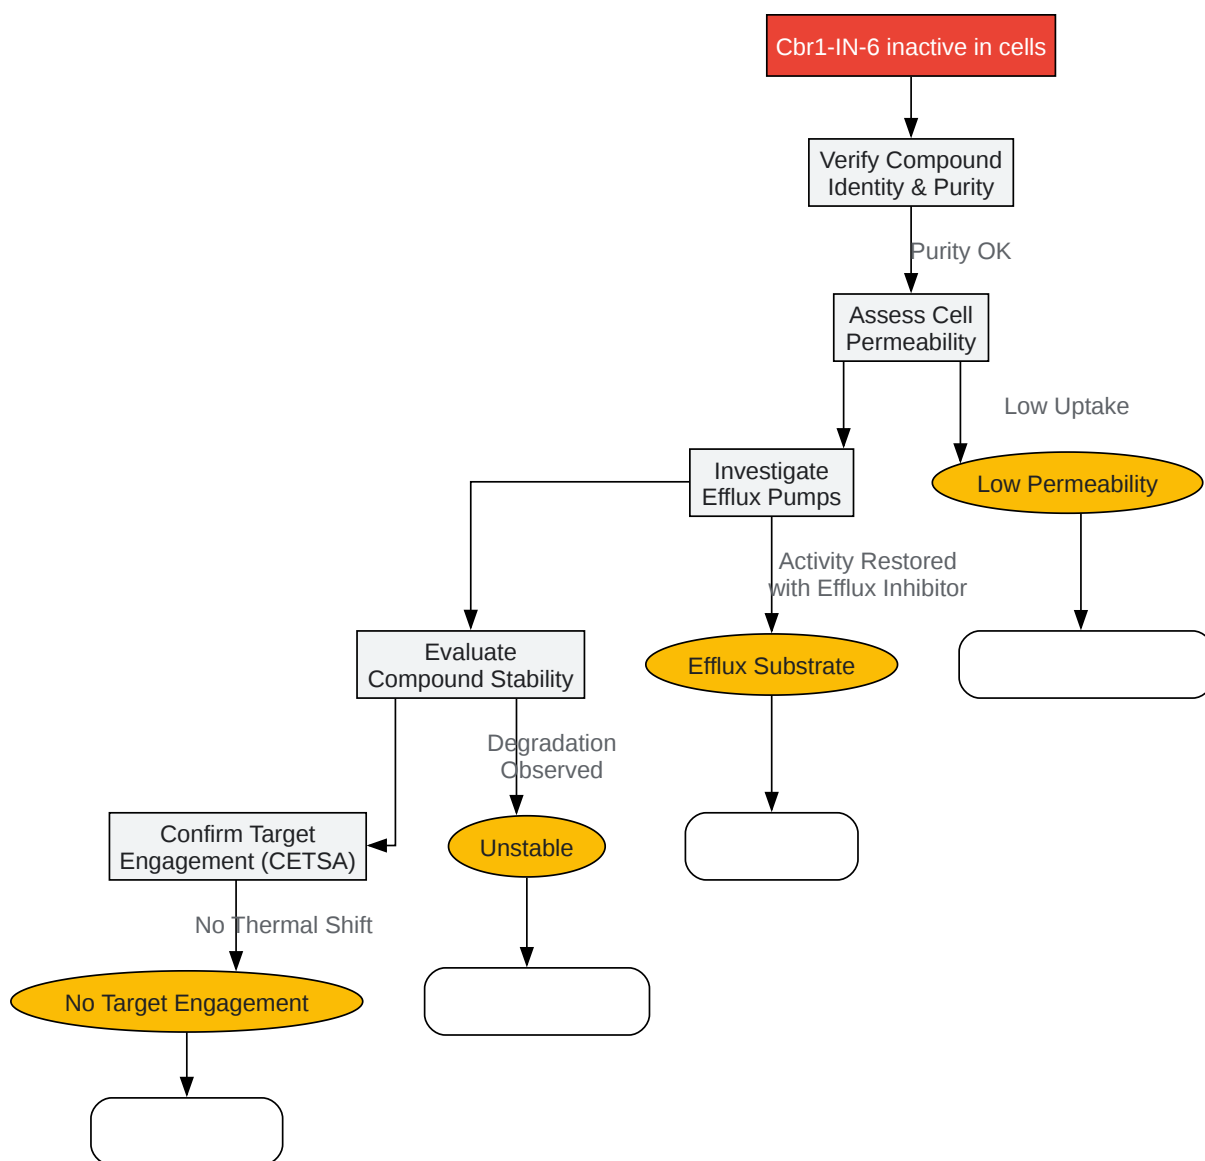 Cbr1-IN-6 inactive in cells
Verify Compound
Identity & Purity
Purity OK
Assess Cell
Permeability
Low Uptake
Investigate
Efflux Pumps
Low Permeability
Activity Restored
with Efflux Inhibitor
Evaluate
Compound Stability
Efflux Substrate
Degradation
Observed
Confirm Target
Engagement (CETSA)
Unstable
No Thermal Shift
No Target Engagement